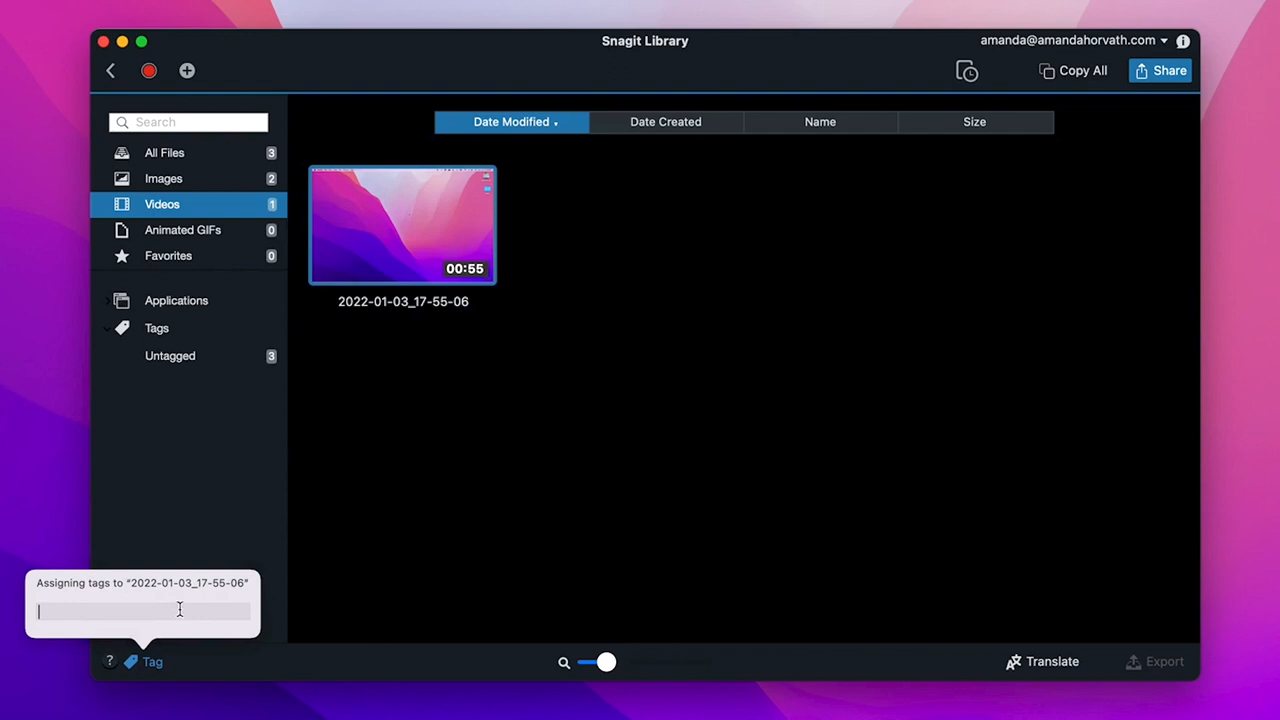 Snagit Library
amanda@amandahorvath.com
Copy All
Share
Search
Date Modified
Date Created
Name
Size
All Files 3
Images 2
Videos 1
Animated GIFs 0
Favorites 0
Applications
Tags
Untagged 3
00:55
2022-01-03_17-55-06
Assigning tags to “2022-01-03_17-55-06”
? Tag
Translate
Export